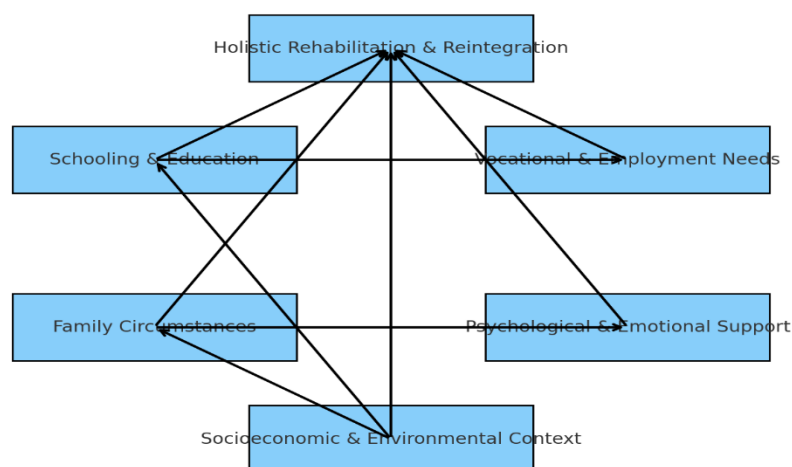 Holistic Rehabilitation & Reintegration
Schooling & Education
Vocational & Employment Needs
Family Circumstances
Psychological & Emotional Support
Socioeconomic & Environmental Context